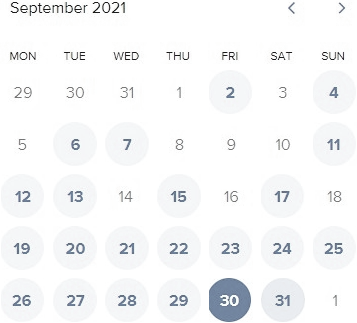 September 2021
MON TUE WED THU FRI SAT SUN
29 30 31 1 2 3 4
5 6 7 8 9 10 11
12 13 14 15 16 17 18
19 20 21 22 23 24 25
26 27 28 29 30 31 1